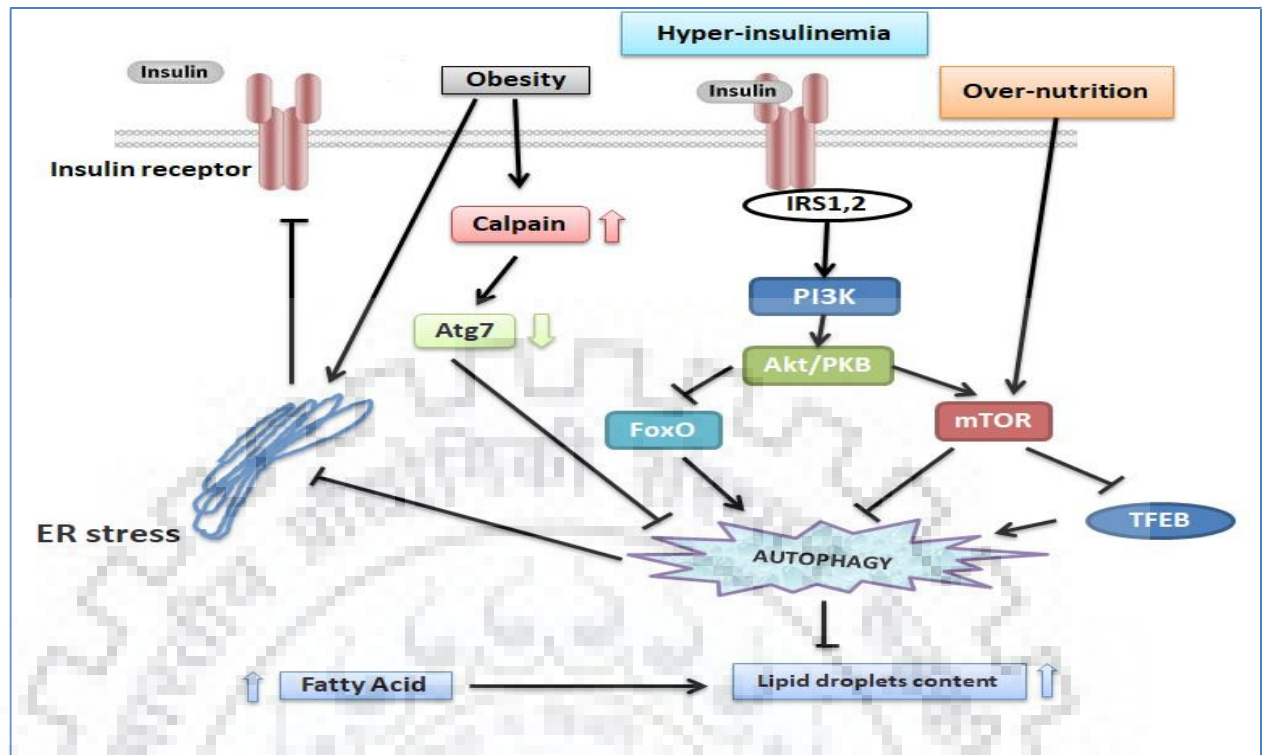 Hyper-insulinemia
Insulin
Obesity
Insulin
Over-nutrition
Insulin receptor
IRS1,2
Calpain
PI3K
Atg7
Akt/PKB
FoxO
mTOR
ER stress
TFEB
AUTOPHAGY
Fatty Acid
Lipid droplets content